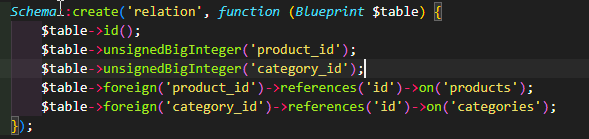 Schema::create('relation', function (Blueprint $table) {
$table->id();
$table->unsignedBigInteger('product_id');
$table->unsignedBigInteger('category_id');
$table->foreign('product_id')->references('id')->on('products');
$table->foreign('category_id')->references('id')->on('categories');
});